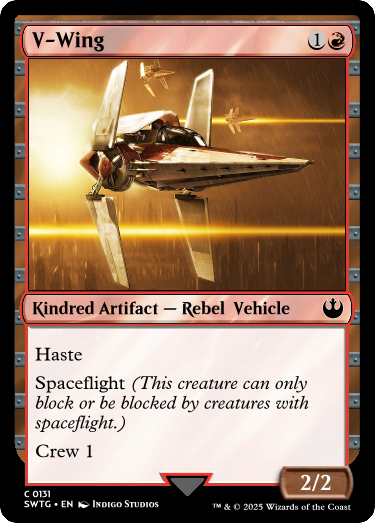 V-Wing 1
Kindred Artifact — Rebel Vehicle
Haste
Spaceflight (This creature can only
block or be blocked by creatures with
spaceflight.)
Crew 1
2/2
C 0131
SWTG • EN Indigo Studios
™ & © 2025 Wizards of the Coast